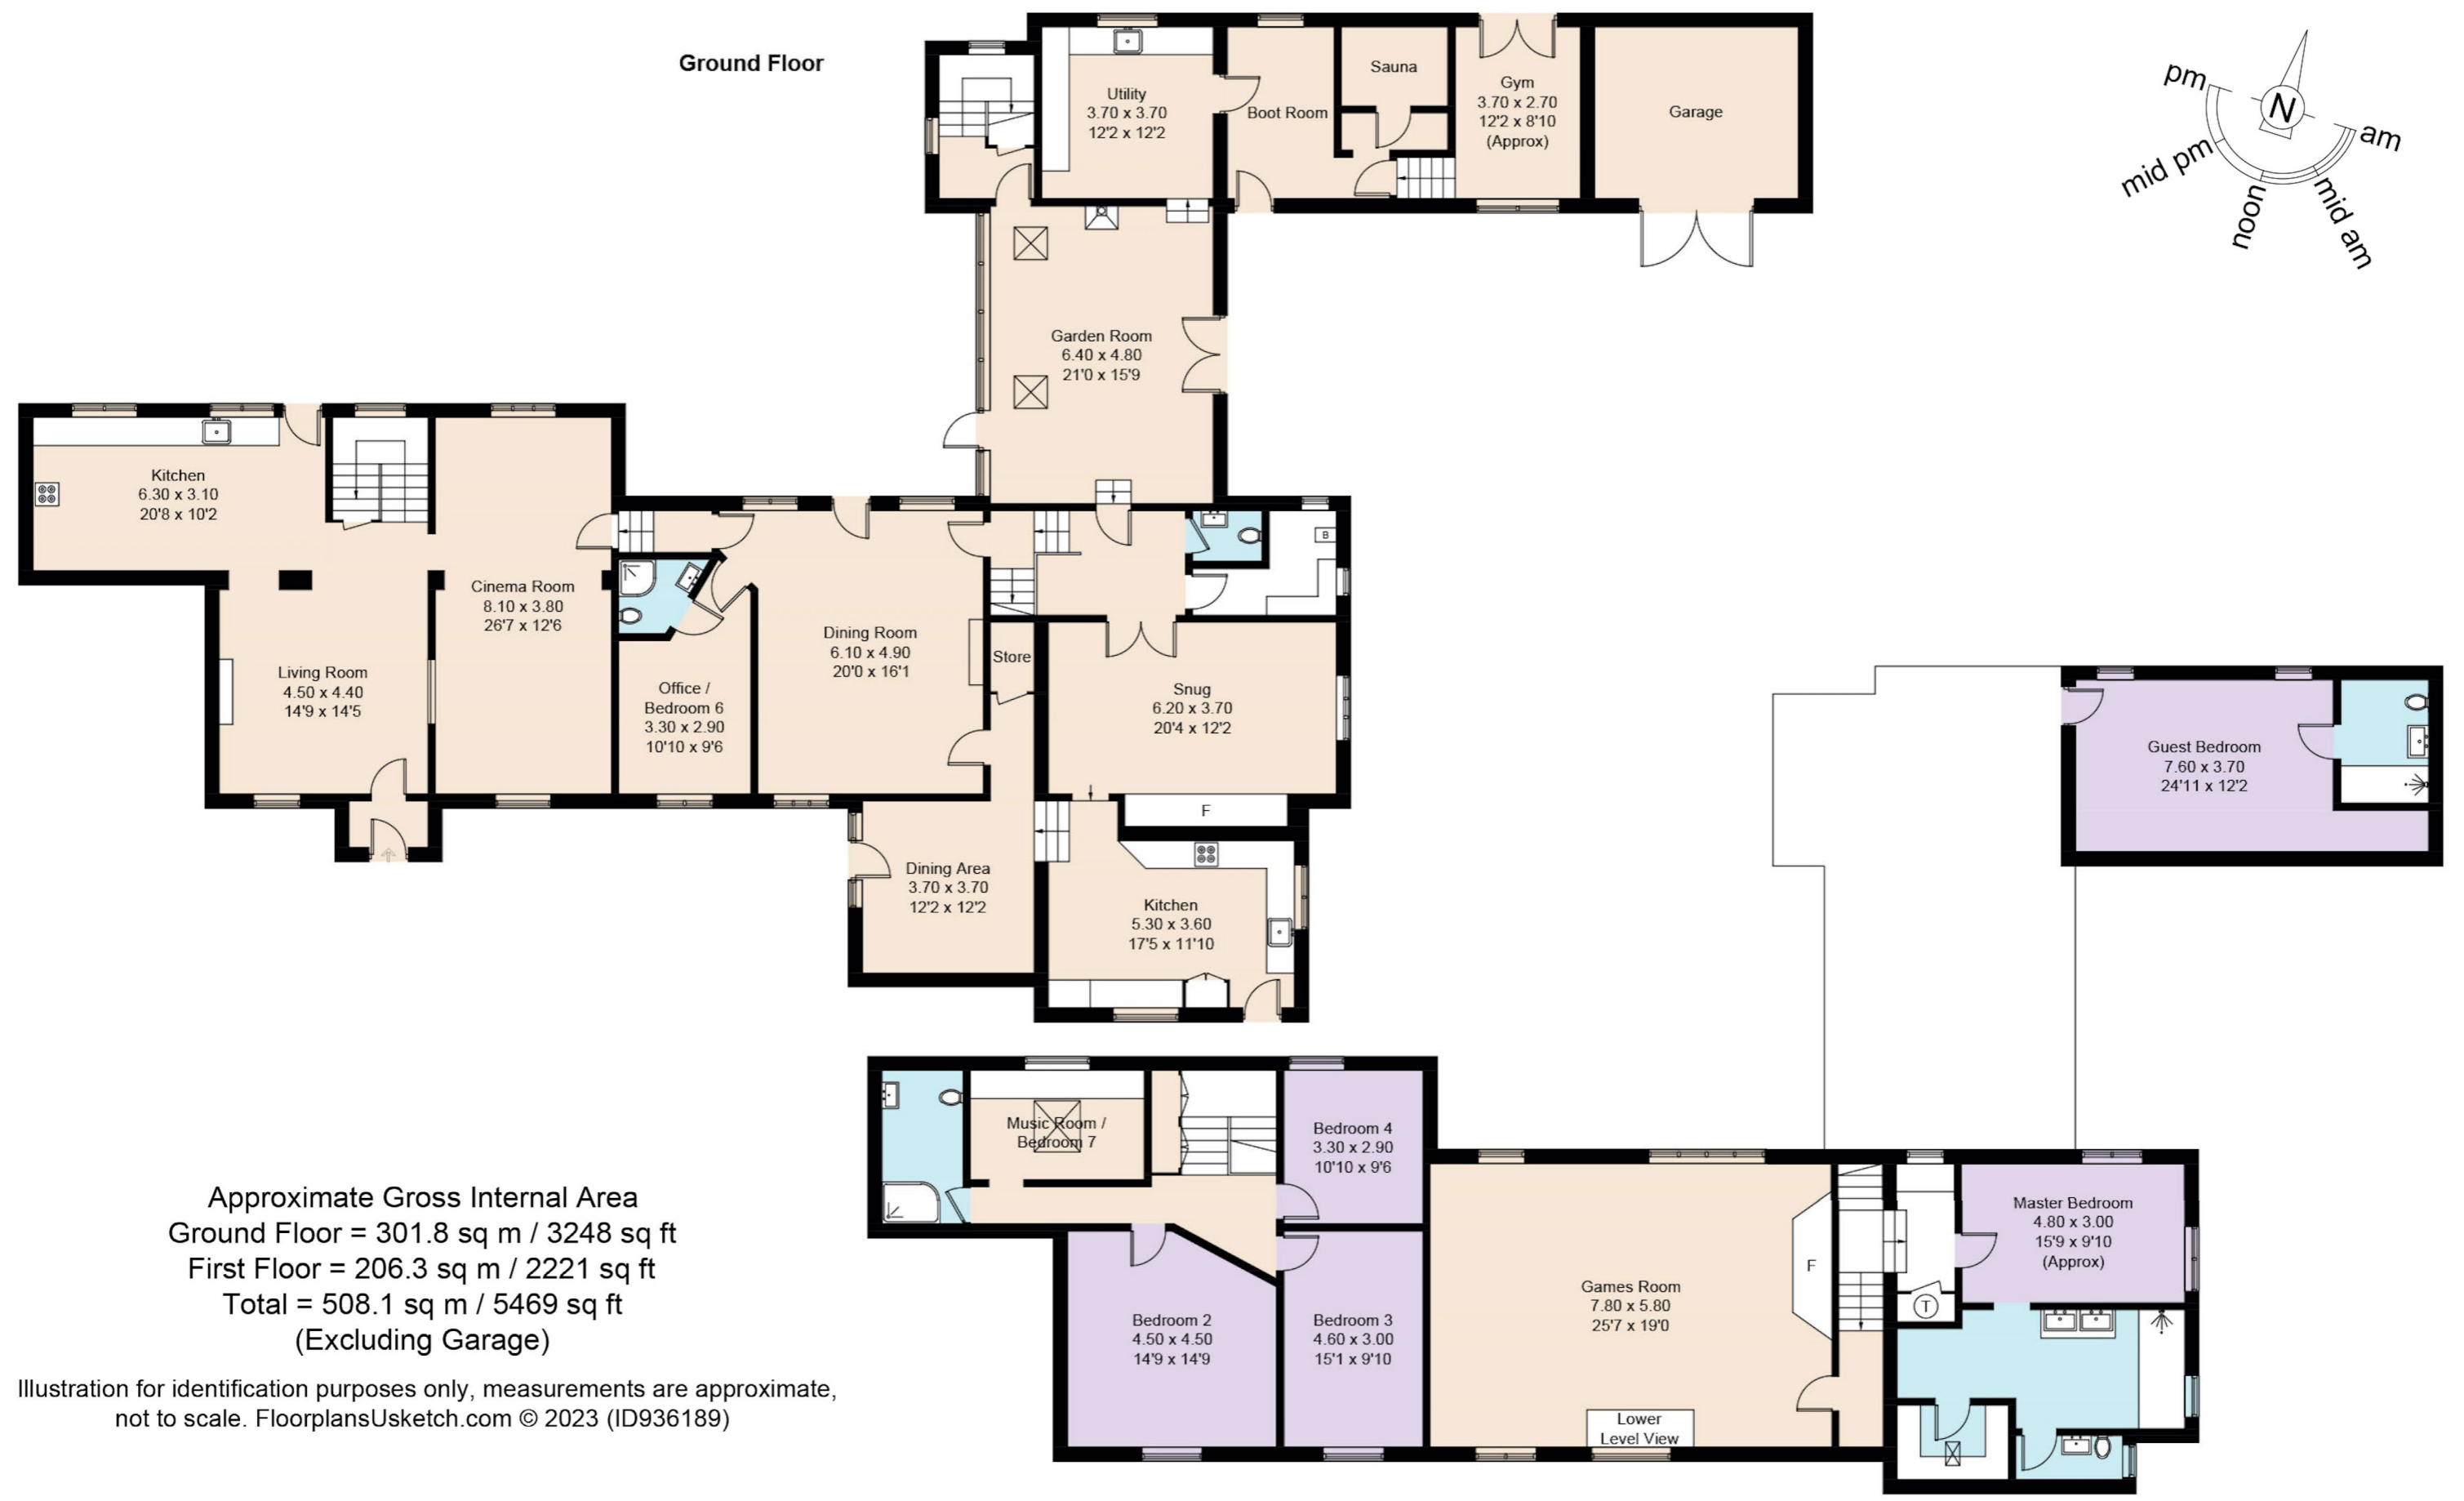 Ground Floor
Utility
3.70 x 3.70
12'2 x 12'2
Boot Room
Sauna
Gym
3.70 x 2.70
12'2 x 8'10
(Approx)
Garage
pm
N
am
mid pm
noon
mid am
Garden Room
6.40 x 4.80
21'0 x 15'9
Kitchen
6.30 x 3.10
20'8 x 10'2
Cinema Room
8.10 x 3.80
26'7 x 12'6
Living Room
4.50 x 4.40
14'9 x 14'5
Office /
Bedroom 6
3.30 x 2.90
10'10 x 9'6
Dining Room
6.10 x 4.90
20'0 x 16'1
B
Store
Snug
6.20 x 3.70
20'4 x 12'2
F
Dining Area
3.70 x 3.70
12'2 x 12'2
Kitchen
5.30 x 3.60
17'5 x 11'10
Guest Bedroom
7.60 x 3.70
24'11 x 12'2
Music Room /
Bedroom 7
Bedroom 4
3.30 x 2.90
10'10 x 9'6
Bedroom 2
4.50 x 4.50
14'9 x 14'9
Bedroom 3
4.60 x 3.00
15'1 x 9'10
Games Room
7.80 x 5.80
25'7 x 19'0
F
Lower
Level View
Master Bedroom
4.80 x 3.00
15'9 x 9'10
(Approx)
T
Approximate Gross Internal Area
Ground Floor = 301.8 sq m / 3248 sq ft
First Floor = 206.3 sq m / 2221 sq ft
Total = 508.1 sq m / 5469 sq ft
(Excluding Garage)
Illustration for identification purposes only, measurements are approximate,
not to scale. FloorplansUsketch.com © 2023 (ID936189)